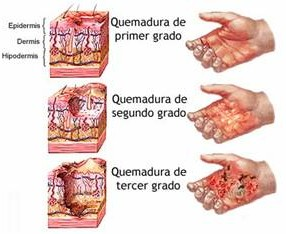 Epidermis
Dermis
Hipodermis
Quemadura de
primer grado
Quemadura de
segundo grado
Quemadura de
tercer grado